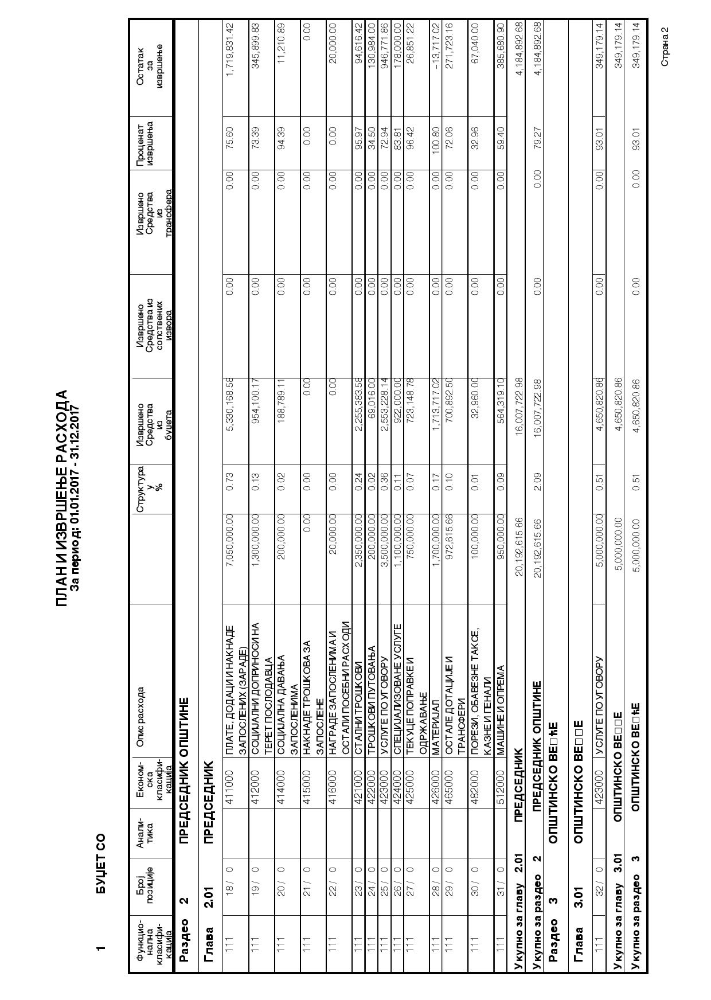 ПЛАН И ИЗВРШЕЊЕ РАСХОДА
За период: 01.01.2017 - 31.12.2017
1 БУЏЕТ СО
Функцио-
нална
класифи-
кација
Број
позиције
Анали-
тика
Економ-
ска
класифи-
кација
Опис расхода
Структура
у
%
Извршено
Средства
из
буџета
Извршено
Средства из
сопствених
извора
Извршено
Средства
из
трансфера
Проценат
извршења
Остатак
за
извршење
Раздео 2 ПРЕДСЕДНИК ОПШТИНЕ
Глава 2.01 ПРЕДСЕДНИК
111 18 / 0 411000 ПЛАТЕ, ДОДАЦИ И НАКНАДЕ 7,050,000.00 0.73 5,330,168.58 0.00 0.00 75.60 1,719,831.42
ЗАПОСЛЕНИХ (ЗАРАДЕ)
111 19 / 0 412000 СОЦИЈАЛНИ ДОПРИНОСИ НА 1,300,000.00 0.13 954,100.17 0.00 0.00 73.39 345,899.83
ТЕРЕТ ПОСЛОДАВЦА
111 20 / 0 414000 СОЦИЈАЛНА ДАВАЊА 200,000.00 0.02 188,789.11 0.00 0.00 94.39 11,210.89
ЗАПОСЛЕНИМА
111 21 / 0 415000 НАКНАДЕ ТРОШКОВА ЗА 0.00 0.00 0.00 0.00 0.00 0.00 0.00
ЗАПОСЛЕНЕ
111 22 / 0 416000 НАГРАДЕ ЗАПОСЛЕНИМА И 20,000.00 0.00 0.00 0.00 0.00 0.00 20,000.00
ОСТАЛИ ПОСЕБНИ РАСХОДИ
111 23 / 0 421000 СТАЛНИ ТРОШКОВИ 2,350,000.00 0.24 2,255,383.58 0.00 0.00 95.97 94,616.42
111 24 / 0 422000 ТРОШКОВИ ПУТОВАЊА 200,000.00 0.02 69,016.00 0.00 0.00 34.50 130,984.00
111 25 / 0 423000 УСЛУГЕ ПО УГОВОРУ 3,500,000.00 0.36 2,553,228.14 0.00 0.00 72.94 946,771.86
111 26 / 0 424000 СПЕЦИЈАЛИЗОВАНЕ УСЛУГЕ 1,100,000.00 0.11 922,000.00 0.00 0.00 83.81 178,000.00
111 27 / 0 425000 ТЕКУЦЕ ПОПРАВКЕ И 750,000.00 0.07 723,148.78 0.00 0.00 96.42 26,851.22
ОДРЖАВАЊЕ
111 28 / 0 426000 МАТЕРИЈАЛ 1,700,000.00 0.17 1,713,717.02 0.00 0.00 100.80 -13,717.02
111 29 / 0 465000 ОСТАЛЕ ДОТАЦИЈЕ И 972,615.66 0.10 700,892.50 0.00 0.00 72.06 271,723.16
ТРАНСФЕРИ
111 30 / 0 482000 ПОРЕЗИ, ОБАВЕЗНЕ ТАКСЕ, 100,000.00 0.01 32,960.00 0.00 0.00 32.96 67,040.00
КАЗНЕ И ПЕНАЛИ
111 31 / 0 512000 МАШИНЕ И ОПРЕМА 950,000.00 0.09 564,319.10 0.00 0.00 59.40 385,680.90
Укупно за главу 2.01 ПРЕДСЕДНИК 20,192,615.66 16,007,722.98 4,184,892.68
Укупно за раздео 2 ПРЕДСЕДНИК ОПШТИНЕ 20,192,615.66 2.09 16,007,722.98 0.00 0.00 79.27 4,184,892.68
Раздео 3 ОПШТИНСКО ВЕ□ћЕ
Глава 3.01 ОПШТИНСКО ВЕ□□Е
111 32 / 0 423000 УСЛУГЕ ПО УГОВОРУ 5,000,000.00 0.51 4,650,820.86 0.00 0.00 93.01 349,179.14
Укупно за главу 3.01 ОПШТИНСКО ВЕ□□Е 5,000,000.00 4,650,820.86 349,179.14
Укупно за раздео 3 ОПШТИНСКО ВЕ□ћЕ 5,000,000.00 0.51 4,650,820.86 0.00 0.00 93.01 349,179.14
Страна 2